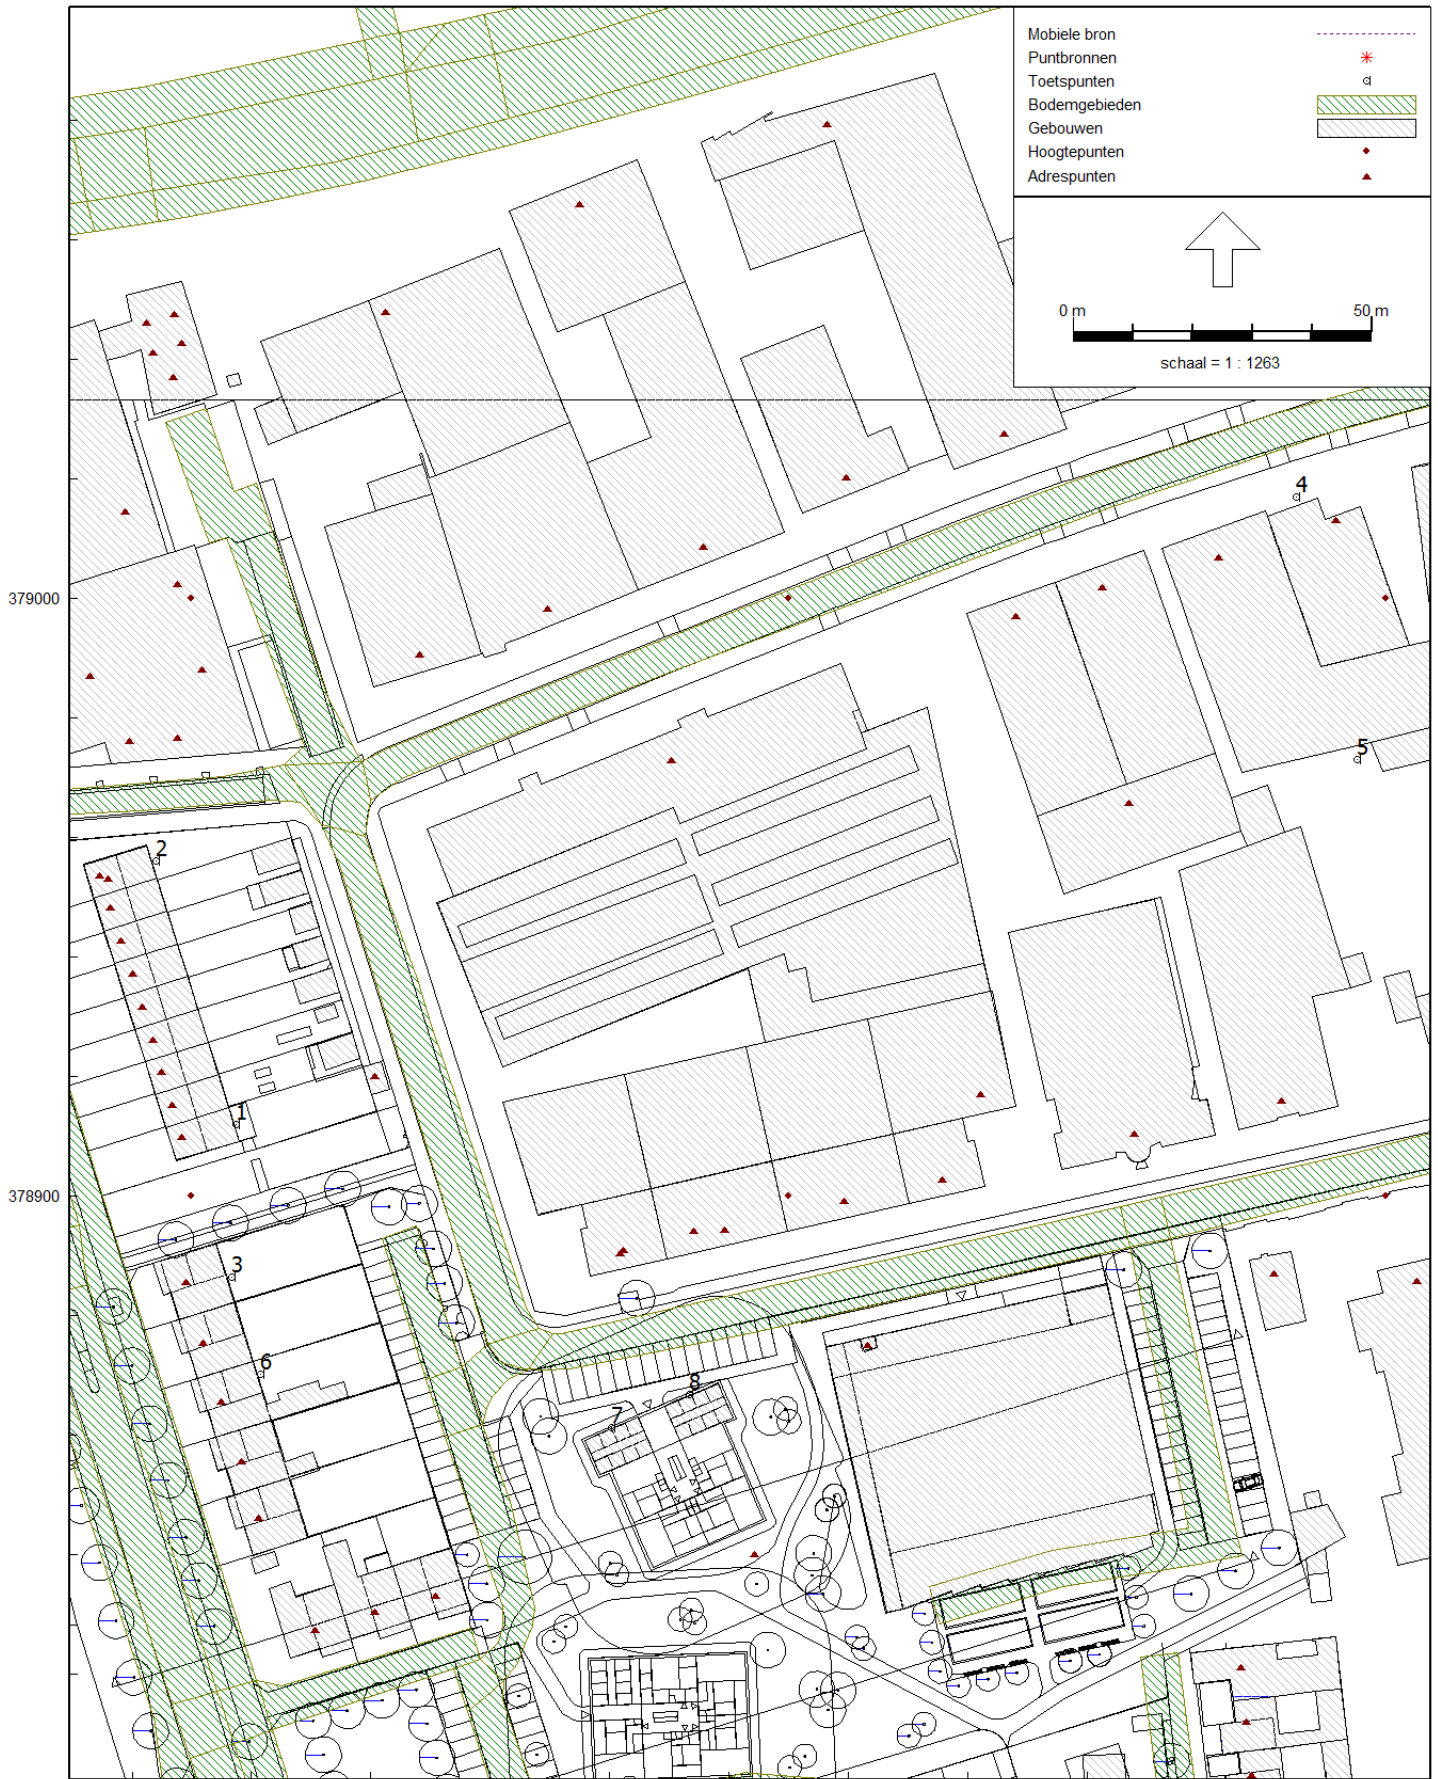 Mobiele bron
Puntbronnen
Toetspunten
Bodemgebieden
Gebouwen
Hoogtepunten
Adrespunten
0 m 50 m
schaal = 1 : 1263
4
379000
5
2
1
378900
3
6
8
7